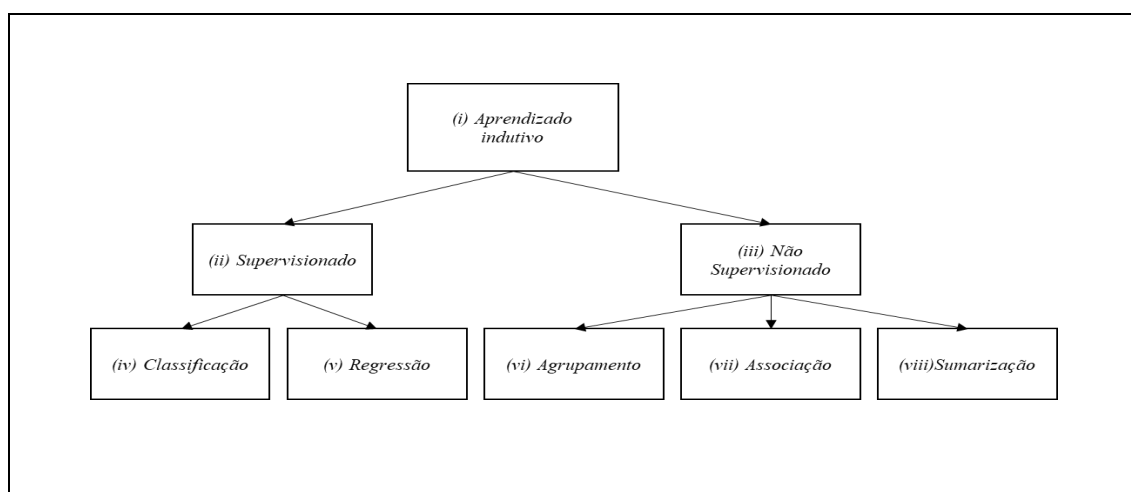 (i) Aprendizado
indutivo
(ii) Supervisionado
(iii) Não
Supervisionado
(iv) Classificação
(v) Regressão
(vi) Agrupamento
(vii) Associação
(viii)Sumarização